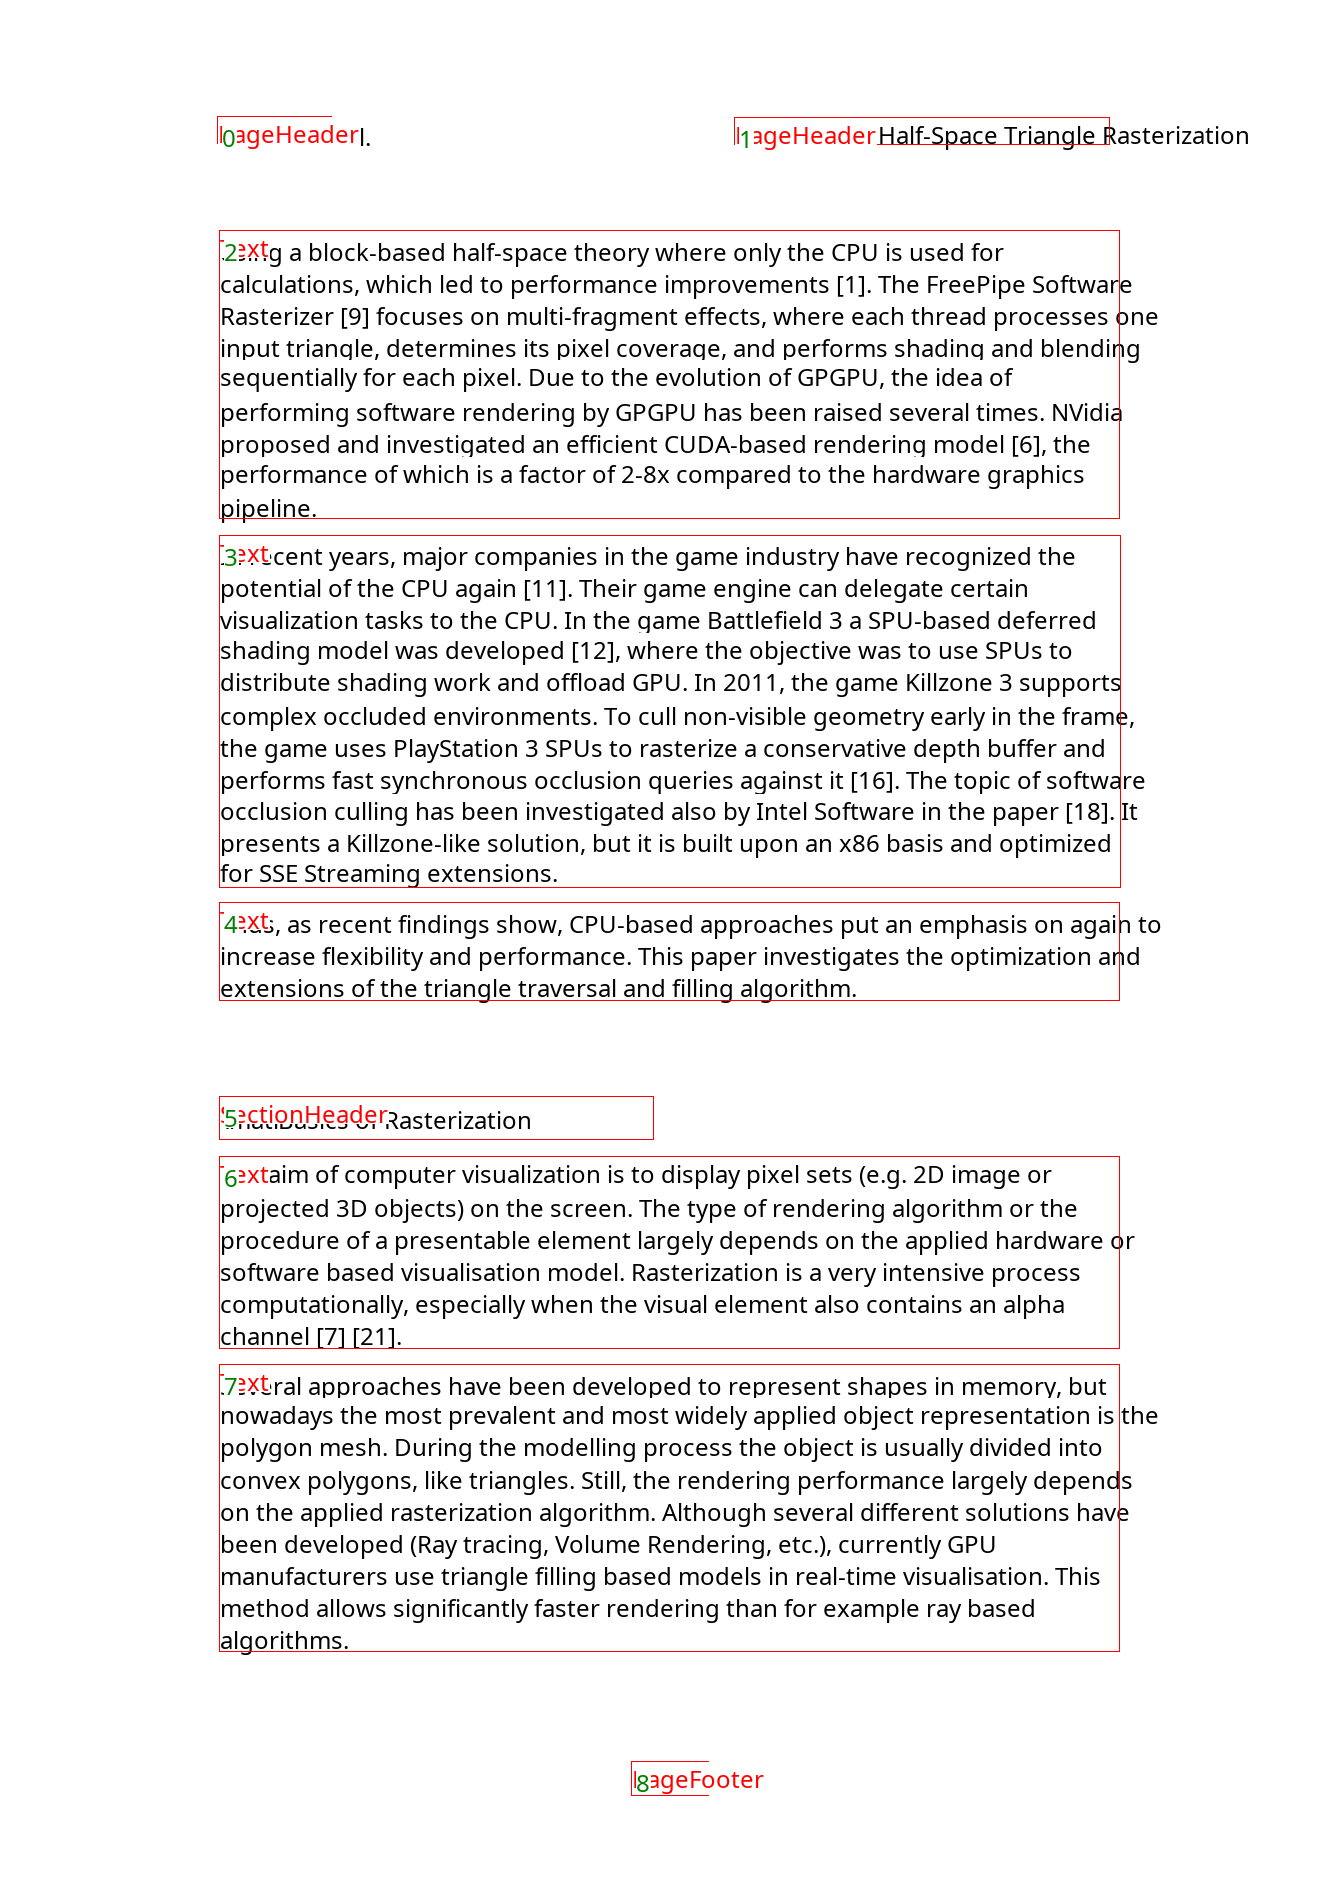 PageHeader 0 l.
PageHeader 1 Half-Space Triangle Rasterization
Text 2 a block-based half-space theory where only the CPU is used for
calculations, which led to performance improvements [1]. The FreePipe Software
Rasterizer [9] focuses on multi-fragment effects, where each thread processes one
input triangle, determines its pixel coverage, and performs shading and blending
sequentially for each pixel. Due to the evolution of GPGPU, the idea of
performing software rendering by GPGPU has been raised several times. NVidia
proposed and investigated an efficient CUDA-based rendering model [6], the
performance of which is a factor of 2-8x compared to the hardware graphics
pipeline.
Text 3 recent years, major companies in the game industry have recognized the
potential of the CPU again [11]. Their game engine can delegate certain
visualization tasks to the CPU. In the game Battlefield 3 a SPU-based deferred
shading model was developed [12], where the objective was to use SPUs to
distribute shading work and offload GPU. In 2011, the game Killzone 3 supports
complex occluded environments. To cull non-visible geometry early in the frame,
the game uses PlayStation 3 SPUs to rasterize a conservative depth buffer and
performs fast synchronous occlusion queries against it [16]. The topic of software
occlusion culling has been investigated also by Intel Software in the paper [18]. It
presents a Killzone-like solution, but it is built upon an x86 basis and optimized
for SSE Streaming extensions.
Text 4 as recent findings show, CPU-based approaches put an emphasis on again to
increase flexibility and performance. This paper investigates the optimization and
extensions of the triangle traversal and filling algorithm.
SectionHeader 5 Rasterization
Text 6 aim of computer visualization is to display pixel sets (e.g. 2D image or
projected 3D objects) on the screen. The type of rendering algorithm or the
procedure of a presentable element largely depends on the applied hardware or
software based visualisation model. Rasterization is a very intensive process
computationally, especially when the visual element also contains an alpha
channel [7] [21].
Text 7 Several approaches have been developed to represent shapes in memory, but
nowadays the most prevalent and most widely applied object representation is the
polygon mesh. During the modelling process the object is usually divided into
convex polygons, like triangles. Still, the rendering performance largely depends
on the applied rasterization algorithm. Although several different solutions have
been developed (Ray tracing, Volume Rendering, etc.), currently GPU
manufacturers use triangle filling based models in real-time visualisation. This
method allows significantly faster rendering than for example ray based
algorithms.
PageFooter 8